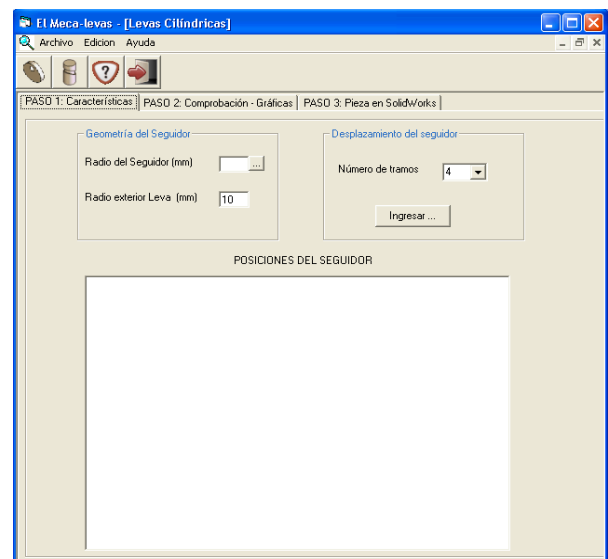 El Meca-levas - [Levas Cilíndricas]
Archivo Edicion Ayuda
PASO 1: Características PASO 2: Comprobación - Gráficas PASO 3: Pieza en SolidWorks
Geometría del Seguidor
Desplazamiento del seguidor
Radio del Seguidor (mm) ...
Número de tramos 4
Radio exterior Leva (mm) 10
Ingresar ...
POSICIONES DEL SEGUIDOR